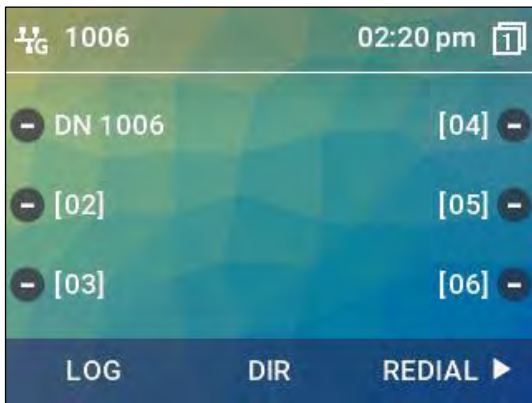 G 1006 02:20 pm 1
DN 1006 [04]
[02] [05]
[03] [06]
LOG DIR REDIAL ▶